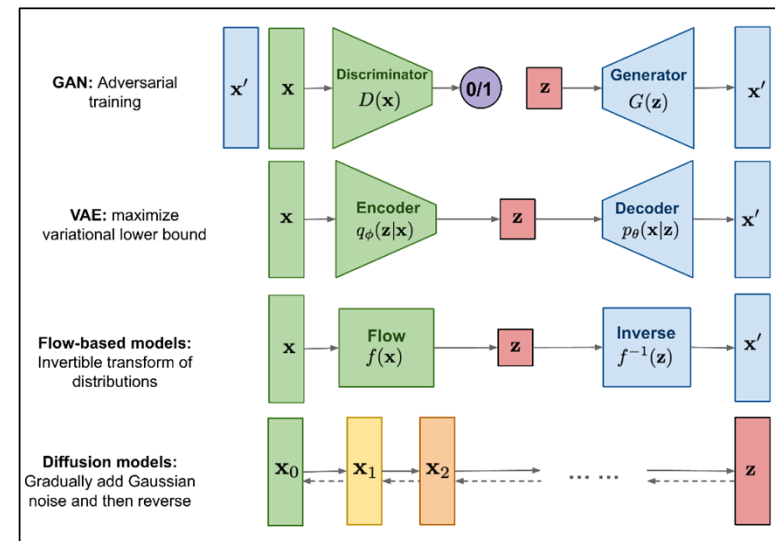 GAN: Adversarial
training
x′
x
Discriminator
D(x)
0/1
z
Generator
G(z)
x′
VAE: maximize
variational lower bound
x
Encoder
qϕ(z|x)
z
Decoder
pθ(x|z)
x′
Flow-based models:
Invertible transform of
distributions
x
Flow
f(x)
z
Inverse
f⁻¹(z)
x′
Diffusion models:
Gradually add Gaussian
noise and then reverse
x₀
x₁
x₂
... ...
z